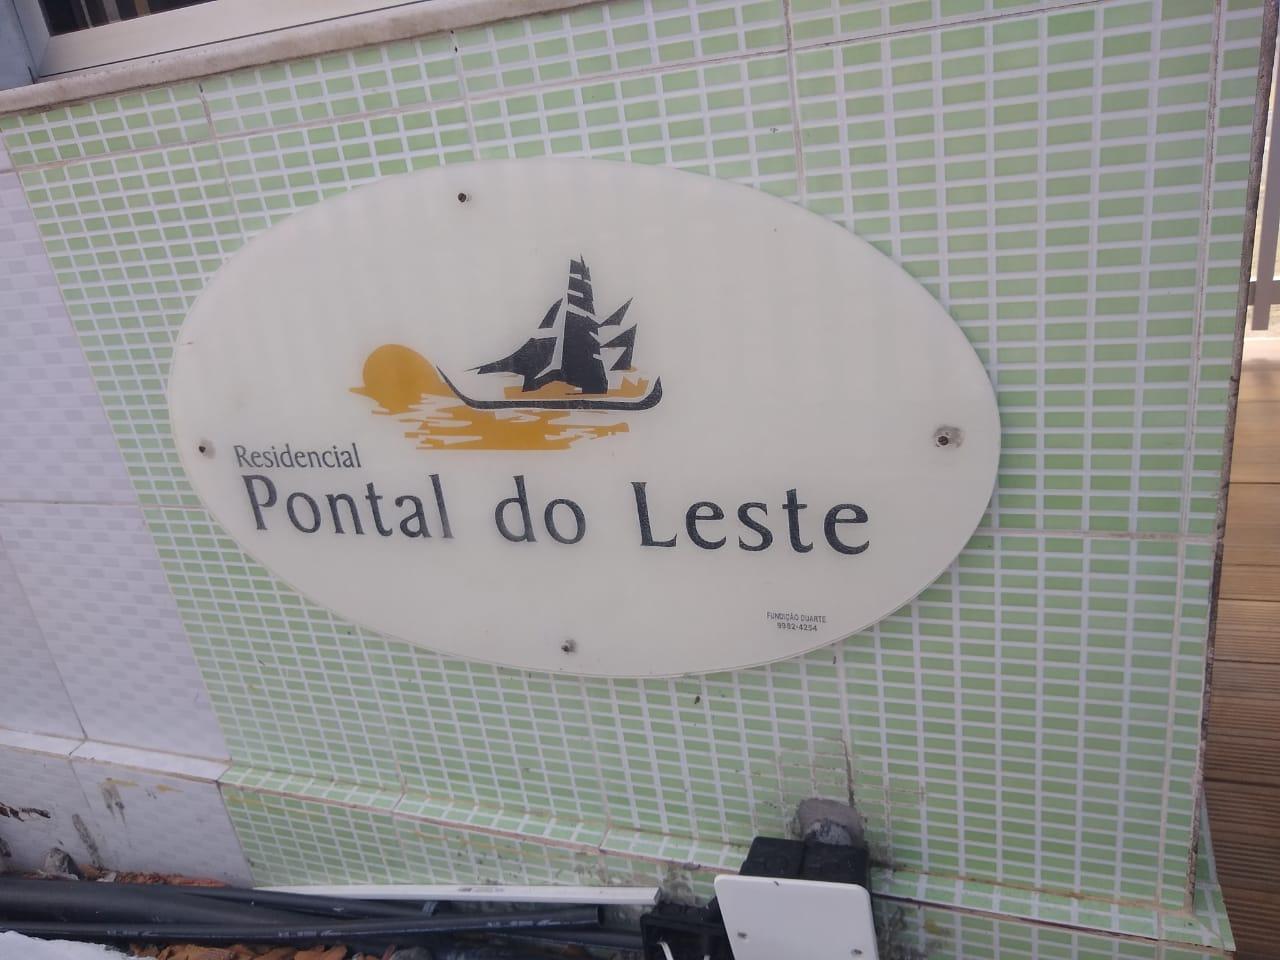 Residencial
Pontal do Leste
FUNDIÇÃO DUARTE
9982-4254